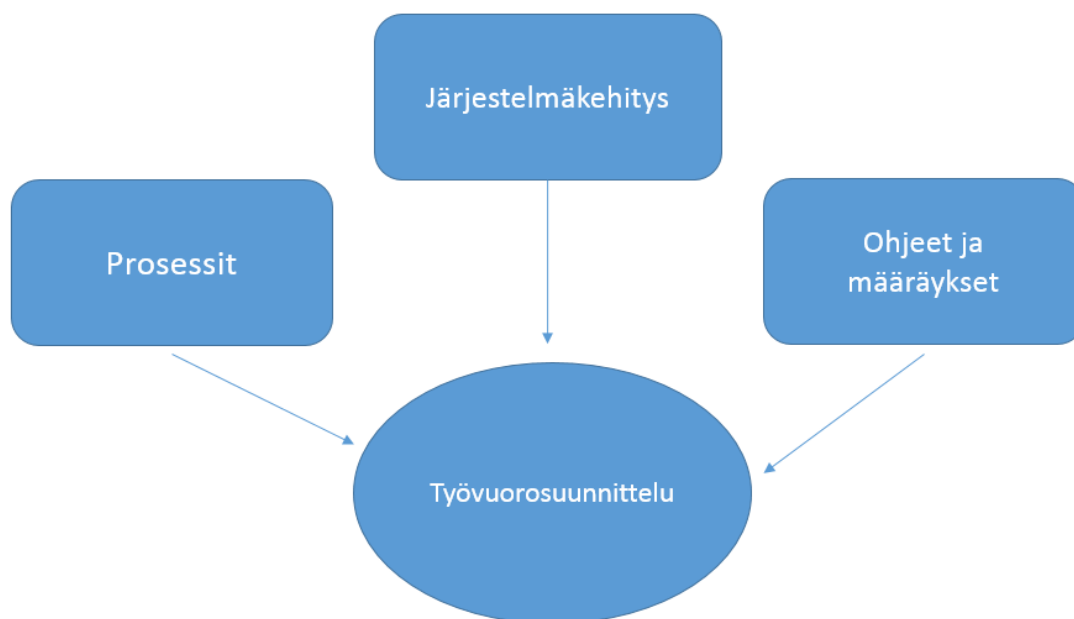 Järjestelmäkehitys
Prosessit
Ohjeet ja
määräykset
Työvuorosuunnittelu